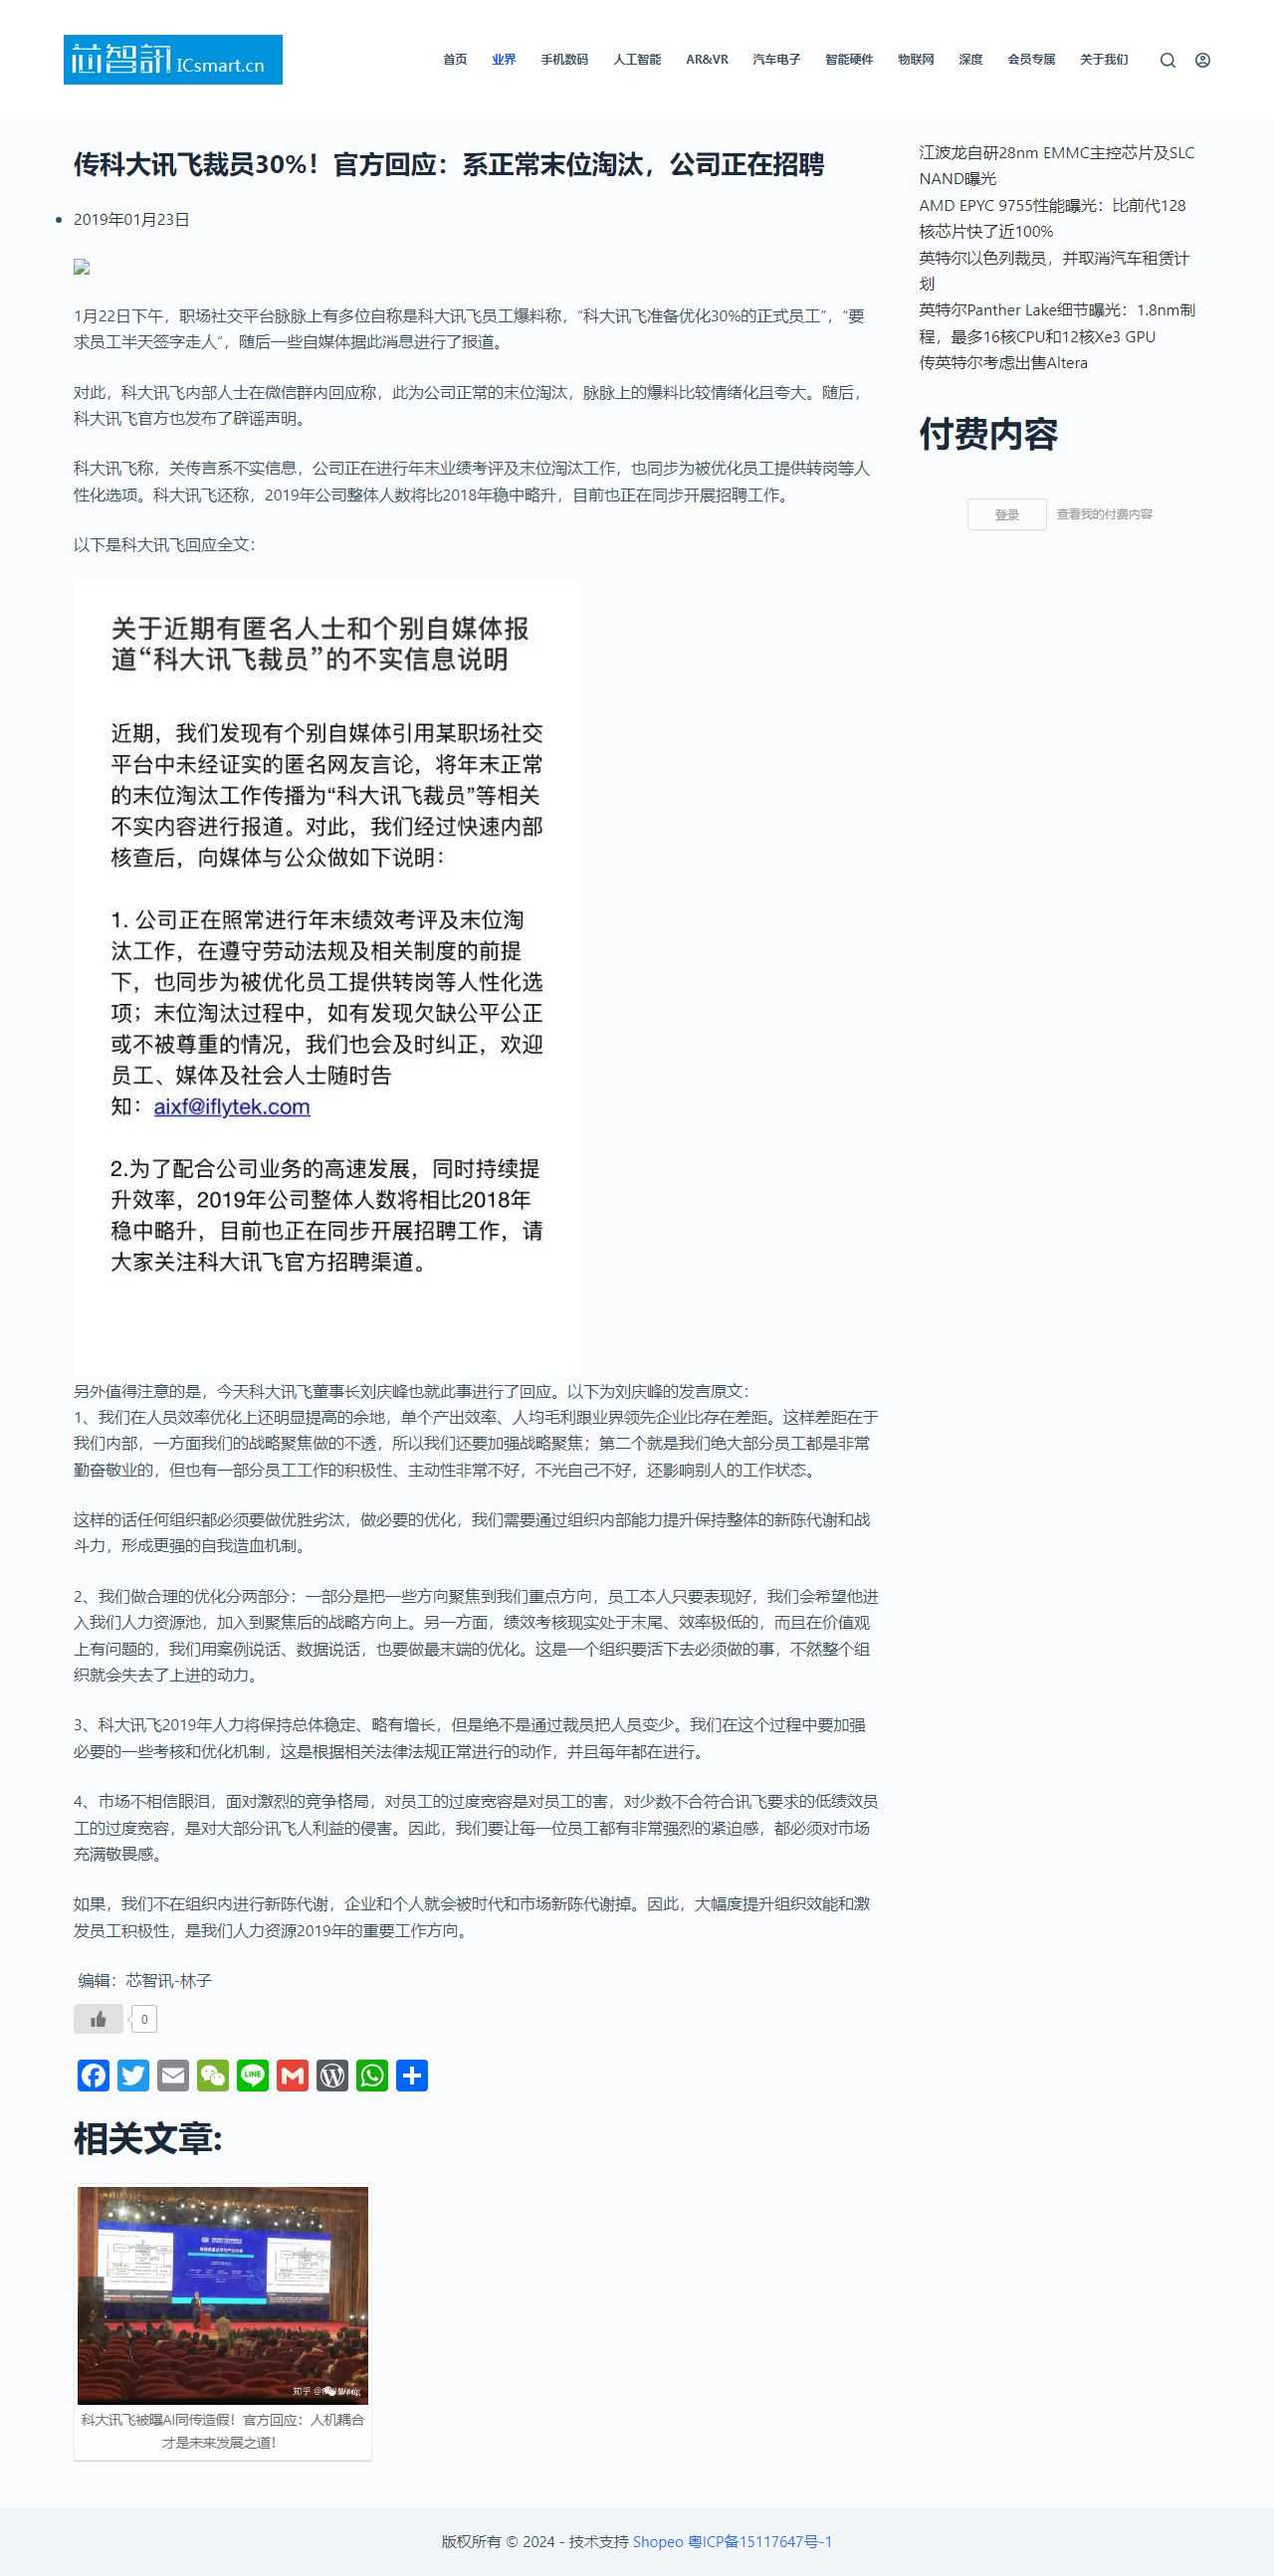 芯智訊 ICsmart.cn
首页 业界 手机数码 人工智能 AR&VR 汽车电子 智能硬件 物联网 深度 会员专属 关于我们
传科大讯飞裁员30%！官方回应：系正常末位淘汰，公司正在招聘
2019年01月23日
1月22日下午，职场社交平台脉脉上有多位自称是科大讯飞员工爆料称，“科大讯飞准备优化30%的正式员工”，“要
求员工半天签字走人”，随后一些自媒体据此消息进行了报道。
对此，科大讯飞内部人士在微信群内回应称，此为公司正常的末位淘汰，脉脉上的爆料比较情绪化且夸大。随后，
科大讯飞官方也发布了辟谣声明。
科大讯飞称，关传言系不实信息，公司正在进行年末业绩考评及末位淘汰工作，也同步为被优化员工提供转岗等人
性化选项。科大讯飞还称，2019年公司整体人数将比2018年稳中略升，目前也正在同步开展招聘工作。
以下是科大讯飞回应全文：
关于近期有匿名人士和个别自媒体报
道“科大讯飞裁员”的不实信息说明
近期，我们发现有个别自媒体引用某职场社交
平台中未经证实的匿名网友言论，将年末正常
的末位淘汰工作传播为“科大讯飞裁员”等相关
不实内容进行报道。对此，我们经过快速内部
核查后，向媒体与公众做如下说明：
1. 公司正在照常进行年末绩效考评及末位淘
汰工作，在遵守劳动法规及相关制度的前提
下，也同步为被优化员工提供转岗等人性化选
项；末位淘汰过程中，如有发现欠缺公平公正
或不被尊重的情况，我们也会及时纠正，欢迎
员工、媒体及社会人士随时告
知：aixf@iflytek.com
2.为了配合公司业务的高速发展，同时持续提
升效率，2019年公司整体人数将相比2018年
稳中略升，目前也正在同步开展招聘工作，请
大家关注科大讯飞官方招聘渠道。
另外值得注意的是，今天科大讯飞董事长刘庆峰也就此事进行了回应。以下为刘庆峰的发言原文：
1、我们在人员效率优化上还明显提高的余地，单个产出效率、人均毛利跟业界领先企业比存在差距。这样差距在于
我们内部，一方面我们的战略聚焦做的不透，所以我们还要加强战略聚焦；第二个就是我们绝大部分员工都是非常
勤奋敬业的，但也有一部分员工工作的积极性、主动性非常不好，不光自己不好，还影响别人的工作状态。
这样的话任何组织都必须要做优胜劣汰，做必要的优化，我们需要通过组织内部能力提升保持整体的新陈代谢和战
斗力，形成更强的自我造血机制。
2、我们做合理的优化分两部分：一部分是把一些方向聚焦到我们重点方向，员工本人只要表现好，我们会希望他进
入我们人力资源池，加入到聚焦后的战略方向上。另一方面，绩效考核现实处于末尾、效率极低的，而且在价值观
上有问题的，我们用案例说话、数据说话，也要做最末端的优化。这是一个组织要活下去必须做的事，不然整个组
织就会失去了上进的动力。
3、科大讯飞2019年人力将保持总体稳定、略有增长，但是绝不是通过裁员把人员变少。我们在这个过程中要加强
必要的一些考核和优化机制，这是根据相关法律法规正常进行的动作，并且每年都在进行。
4、市场不相信眼泪，面对激烈的竞争格局，对员工的过度宽容是对员工的害，对少数不合符合讯飞要求的低绩效员
工的过度宽容，是对大部分讯飞人利益的侵害。因此，我们要让每一位员工都有非常强烈的紧迫感，都必须对市场
充满敬畏感。
如果，我们不在组织内进行新陈代谢，企业和个人就会被时代和市场新陈代谢掉。因此，大幅度提升组织效能和激
发员工积极性，是我们人力资源2019年的重要工作方向。
编辑：芯智讯-林子
0
相关文章:
知乎
科大讯飞被曝AI同传造假！官方回应：人机耦合
才是未来发展之道！
江波龙自研28nm EMMC主控芯片及SLC
NAND曝光
AMD EPYC 9755性能曝光：比前代128
核芯片快了近100%
英特尔以色列裁员，并取消汽车租赁计
划
英特尔Panther Lake细节曝光：1.8nm制
程，最多16核CPU和12核Xe3 GPU
传英特尔考虑出售Altera
付费内容
登录 查看我的付费内容
版权所有 © 2024 - 技术支持 Shopeo 粤ICP备15117647号-1